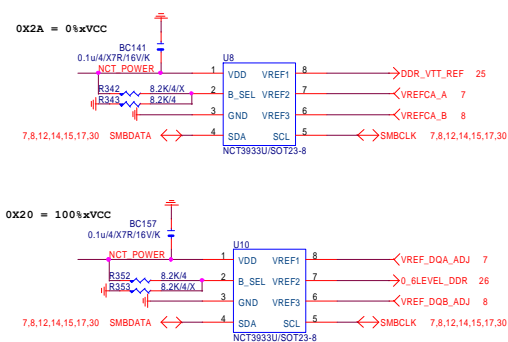 0X2A = 0%xVCC
BC141
0.1u/4/X7R/16V/K
NCT_POWER
U8
R342 8.2K/4/X
R343 8.2K/4
1 VDD VREF1 8 DDR_VTT_REF 25
2 B_SEL VREF2 7 VREFCA_A 7
3 GND VREF3 6 VREFCA_B 8
7,8,12,14,15,17,30 SMBDATA 4 SDA SCL 5 SMBCLK 7,8,12,14,15,17,30
NCT3933U/SOT23-8
0X20 = 100%xVCC
BC157
0.1u/4/X7R/16V/K
NCT_POWER
U10
R352 8.2K/4
R353 8.2K/4/X
1 VDD VREF1 8 VREF_DQA_ADJ 7
2 B_SEL VREF2 7 0_6LEVEL_DDR 26
3 GND VREF3 6 VREF_DQB_ADJ 8
7,8,12,14,15,17,30 SMBDATA 4 SDA SCL 5 SMBCLK 7,8,12,14,15,17,30
NCT3933U/SOT23-8